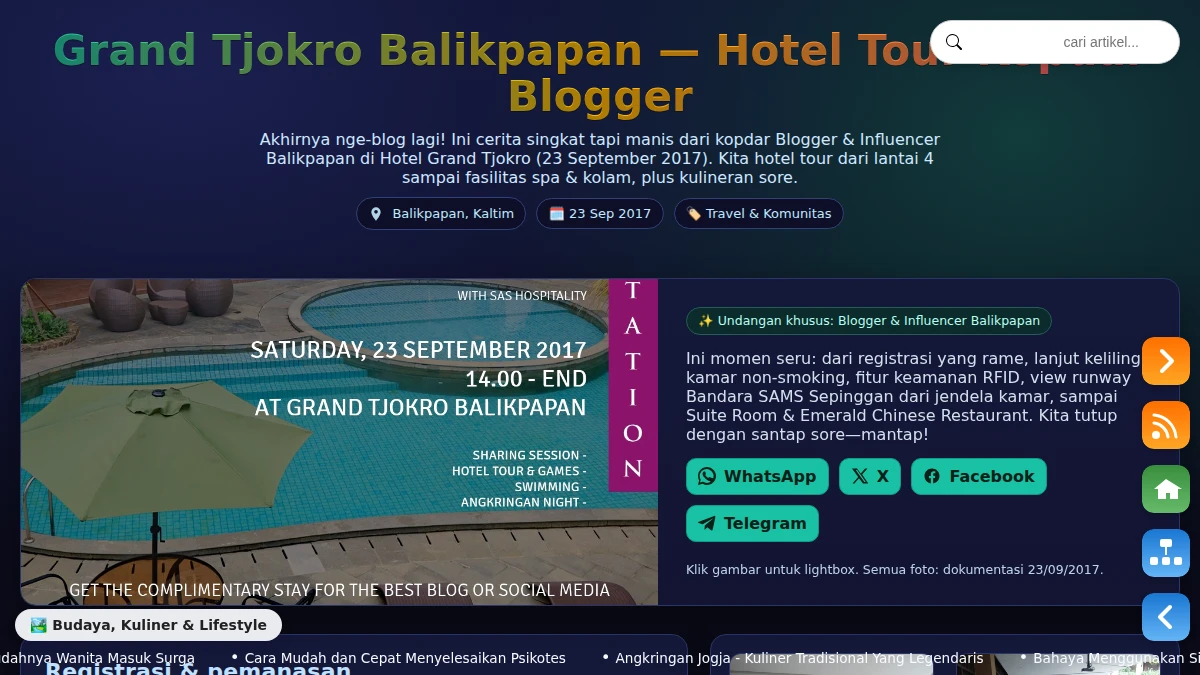 Grand Tjokro Balikpapan — Hotel Tour
Blogger
cari artikel...
Akhirnya nge-blog lagi! Ini cerita singkat tapi manis dari kopdar Blogger & Influencer
Balikpapan di Hotel Grand Tjokro (23 September 2017). Kita hotel tour dari lantai 4
sampai fasilitas spa & kolam, plus kulineran sore.
Balikpapan, Kaltim
23 Sep 2017
Travel & Komunitas
WITH SAS HOSPITALITY
SATURDAY, 23 SEPTEMBER 2017
14.00 - END
AT GRAND TJOKRO BALIKPAPAN
SHARING SESSION -
HOTEL TOUR & GAMES -
SWIMMING -
ANGKRINGAN NIGHT -
GET THE COMPLIMENTARY STAY FOR THE BEST BLOG OR SOCIAL MEDIA
T
A
T
I
O
N
✨ Undangan khusus: Blogger & Influencer Balikpapan
Ini momen seru: dari registrasi yang rame, lanjut keliling
kamar non-smoking, fitur keamanan RFID, view runway
Bandara SAMS Sepinggan dari jendela kamar, sampai
Suite Room & Emerald Chinese Restaurant. Kita tutup
dengan santap sore—mantap!
WhatsApp
X
Facebook
Telegram
Klik gambar untuk lightbox. Semua foto: dokumentasi 23/09/2017.
Budaya, Kuliner & Lifestyle
dahnya Wanita Masuk Surga • Cara Mudah dan Cepat Menyelesaikan Psikotes • Angkringan Jogja - Kuliner Tradisional Yang Legendaris • Bahaya Menggunakan Si
Registrasi & pemanasan